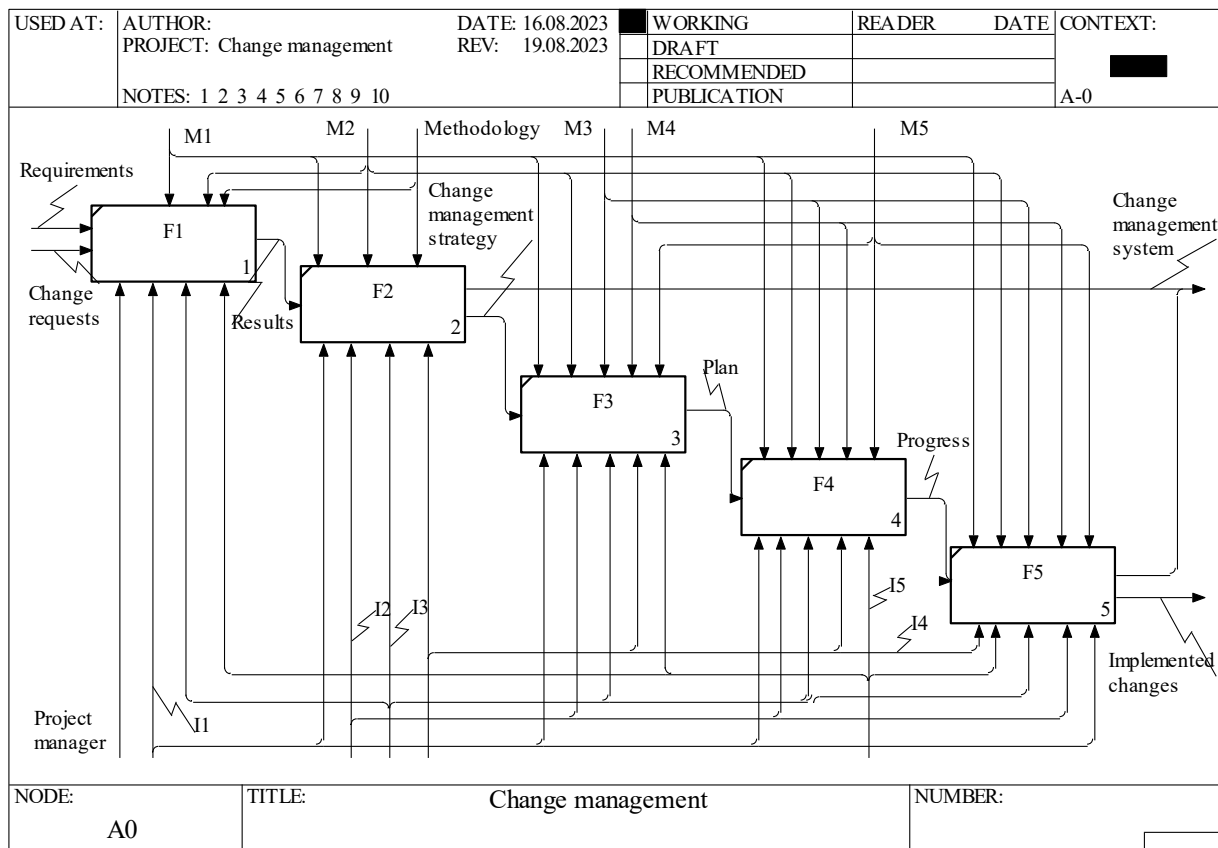 USED AT:
AUTHOR:
DATE: 16.08.2023
PROJECT: Change management
REV: 19.08.2023
NOTES: 1 2 3 4 5 6 7 8 9 10
WORKING
DRAFT
RECOMMENDED
PUBLICATION
READER
DATE
CONTEXT:
A-0
M1
M2
Methodology
M3
M4
M5
Requirements
Change
management
strategy
Change
management
system
F1
1
Change
requests
Results
F2
2
Plan
F3
3
Progress
F4
4
F5
5
I2
I3
I5
I4
Implemented
changes
Project
manager
I1
NODE:
A0
TITLE:
Change management
NUMBER: